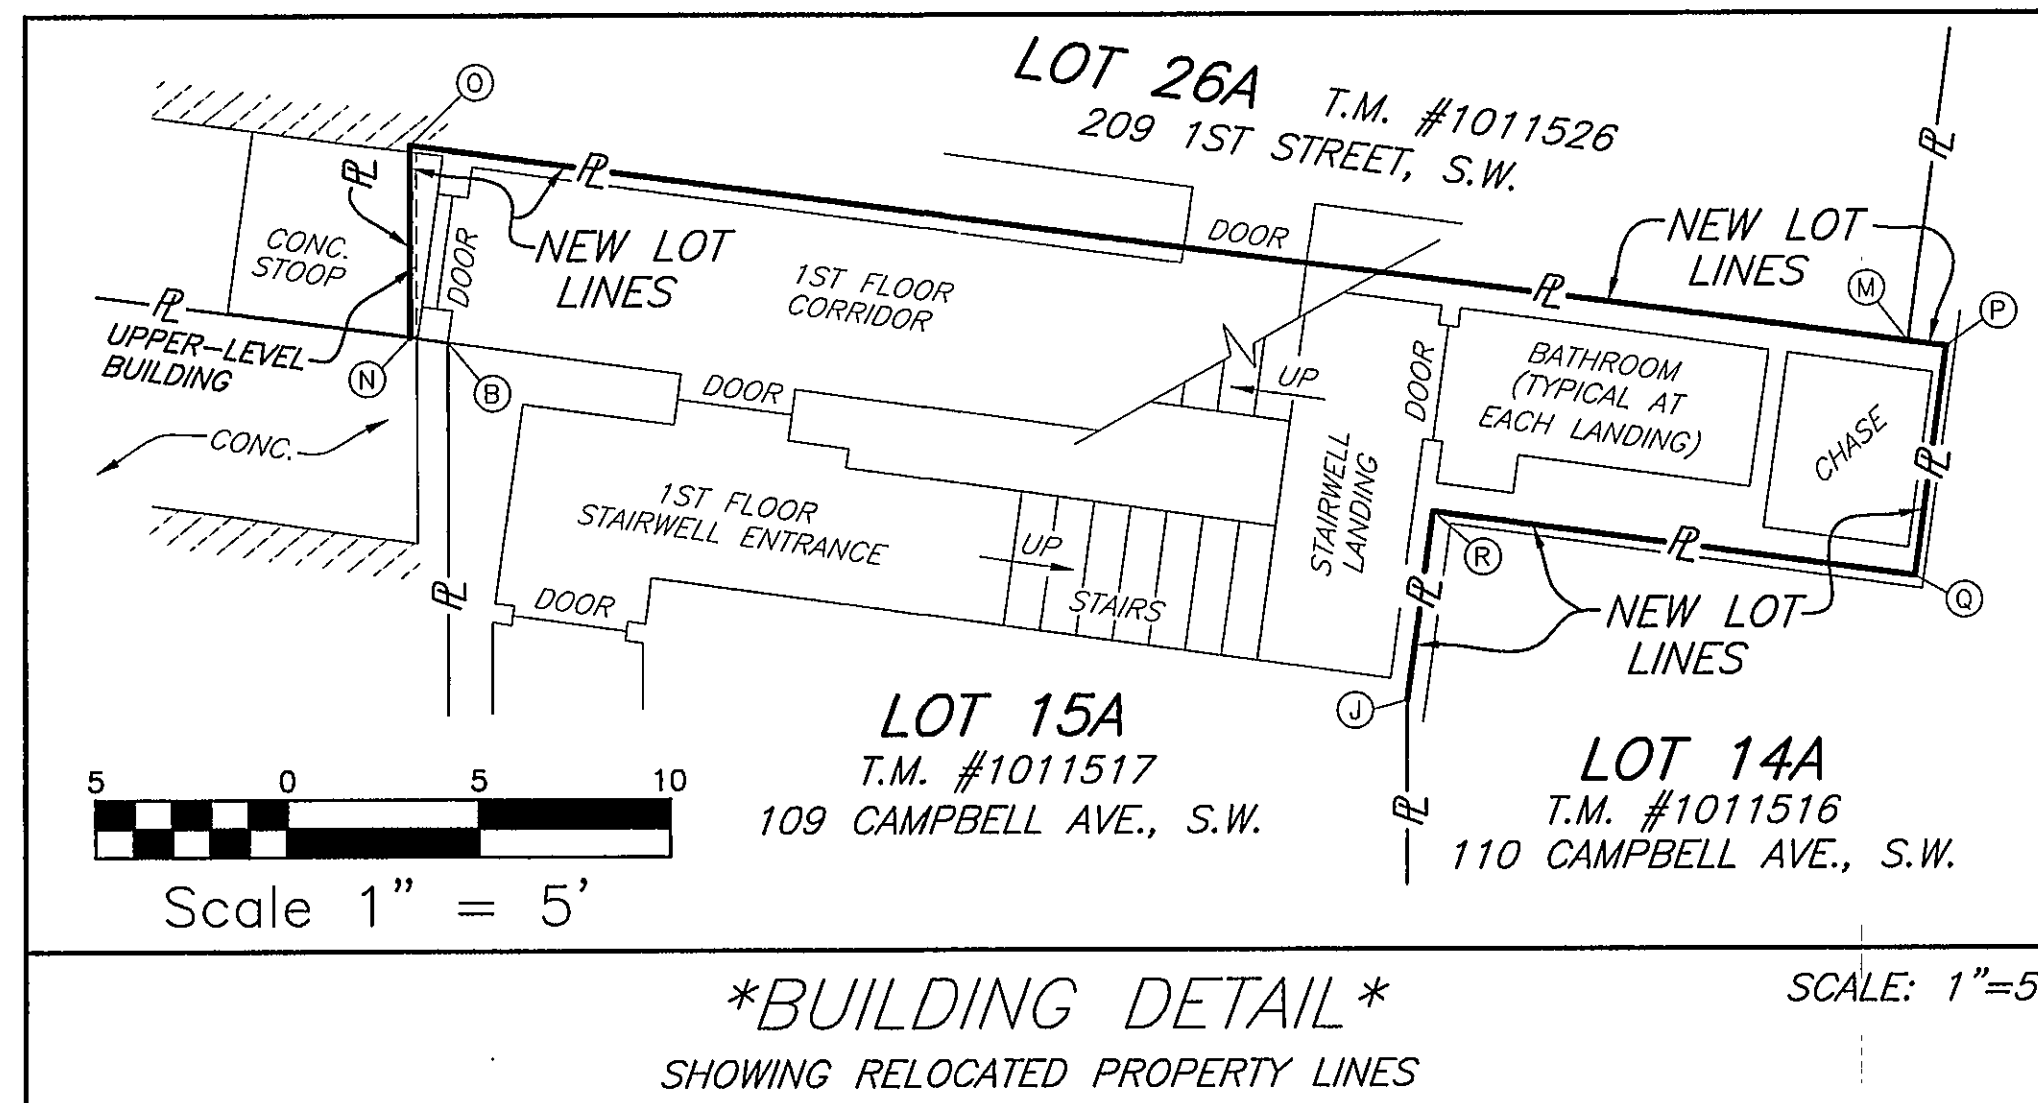 LOT 26A T.M. #1011526
209 1ST STREET, S.W.
O
PL
PL
PL
NEW LOT
LINES
DOOR
DOOR
CONC.
STOOP
1ST FLOOR
CORRIDOR
NEW LOT
LINES
M
P
PL
PL
UPPER-LEVEL
BUILDING
N
B
DOOR
UP
DOOR
BATHROOM
(TYPICAL AT
EACH LANDING)
CHASE
PL
CONC.
1ST FLOOR
STAIRWELL ENTRANCE
UP
STAIRS
STAIRWELL
LANDING
R
PL
PL
Q
PL
DOOR
NEW LOT
LINES
J
LOT 15A
T.M. #1011517
109 CAMPBELL AVE., S.W.
PL
LOT 14A
T.M. #1011516
110 CAMPBELL AVE., S.W.
5 0 5 10
Scale 1" = 5'
*BUILDING DETAIL*
SCALE: 1"=5
SHOWING RELOCATED PROPERTY LINES